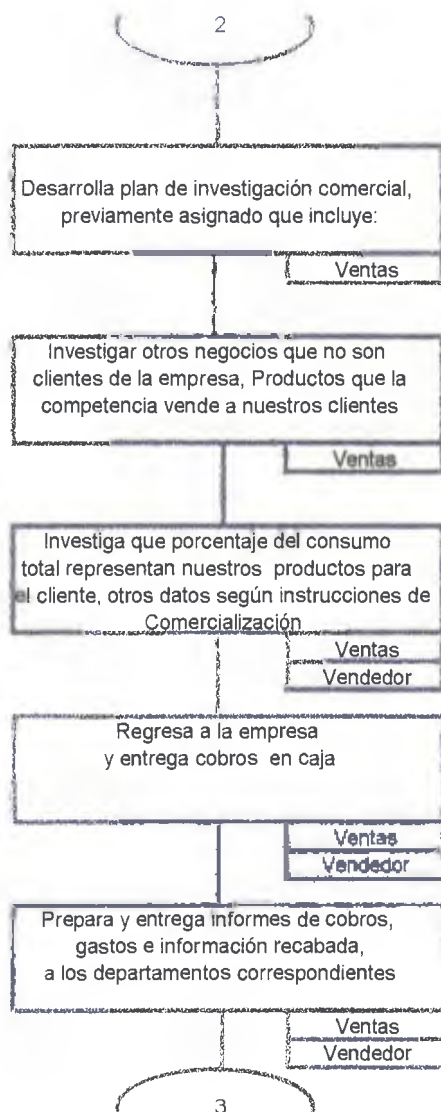 2
Desarrolla plan de investigación comercial,
previamente asignado que incluye:
Ventas
Investigar otros negocios que no son
clientes de la empresa, Productos que la
competencia vende a nuestros clientes
Ventas
Investiga que porcentaje del consumo
total representan nuestros productos para
el cliente, otros datos según instrucciones de
Comercialización
Ventas
Vendedor
Regresa a la empresa
y entrega cobros en caja
Ventas
Vendedor
Prepara y entrega informes de cobros,
gastos e información recabada,
a los departamentos correspondientes
Ventas
Vendedor
3